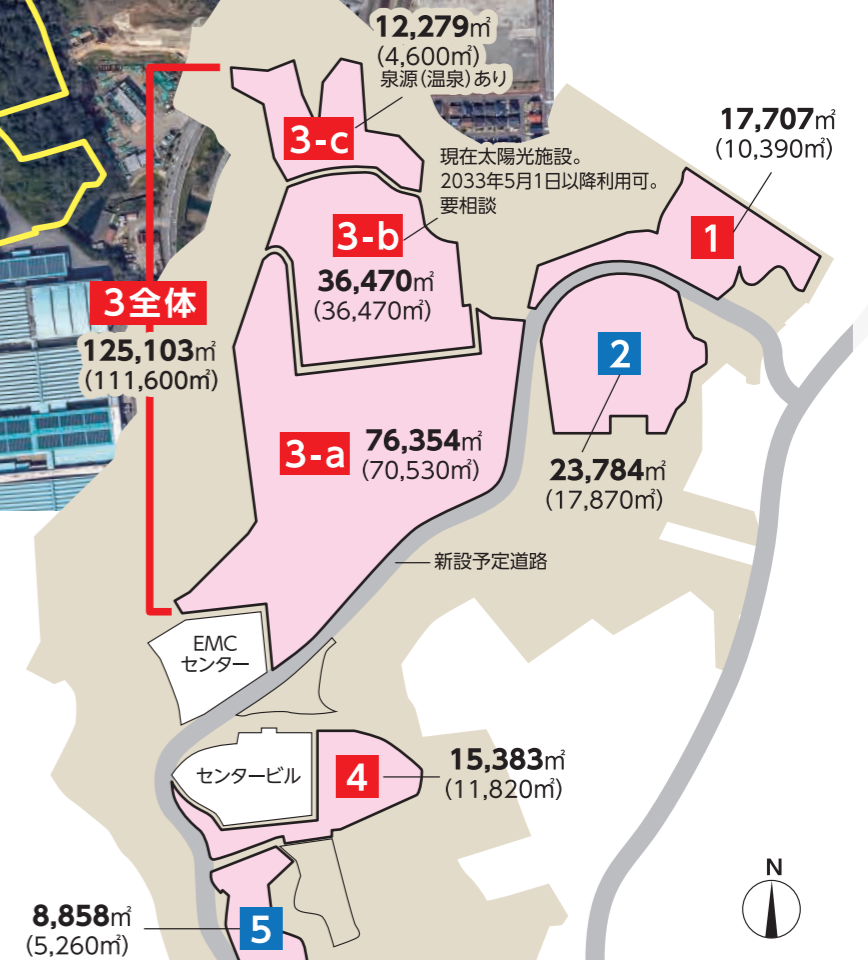 12,279㎡
(4,600㎡)
泉源(温泉)あり
3-c
現在太陽光施設。
2033年5月1日以降利用可。
要相談
17,707㎡
(10,390㎡)
1
3-b
36,470㎡
(36,470㎡)
3全体
125,103㎡
(111,600㎡)
2
23,784㎡
(17,870㎡)
3-a
76,354㎡
(70,530㎡)
新設予定道路
EMC
センター
センタービル
4
15,383㎡
(11,820㎡)
N
8,858㎡
(5,260㎡)
5